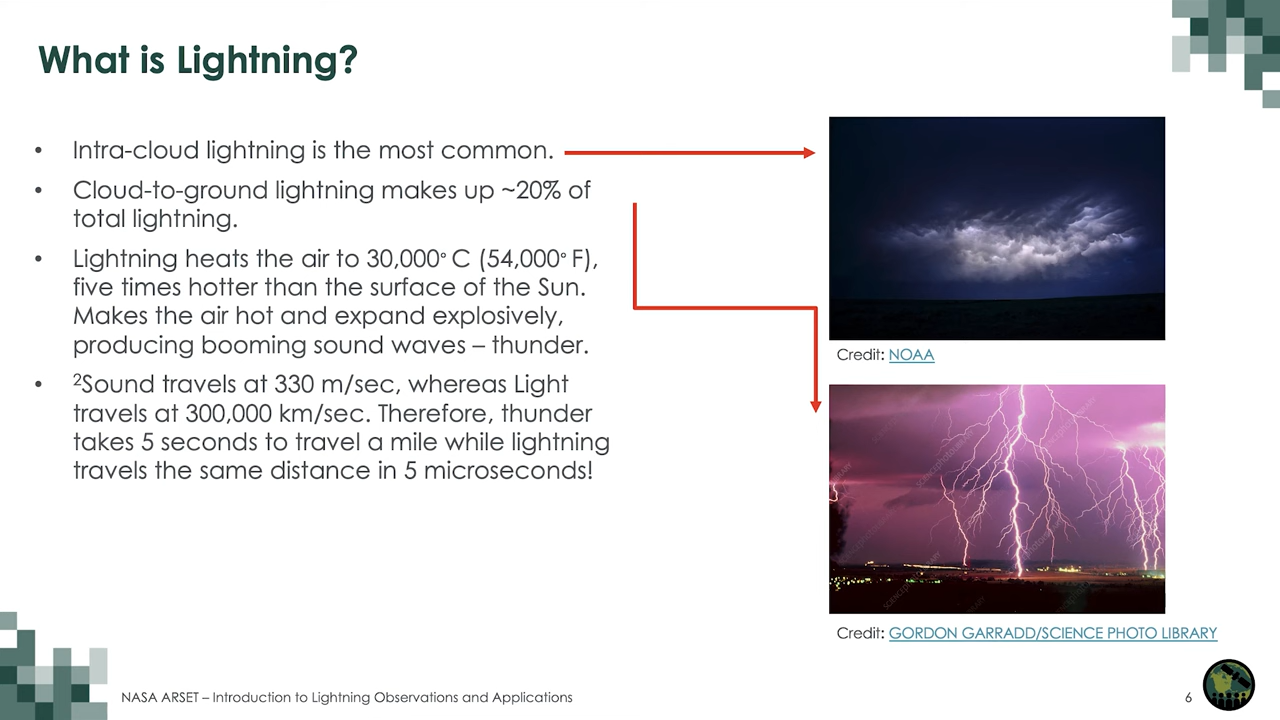 What is Lightning?
• Intra-cloud lightning is the most common.
• Cloud-to-ground lightning makes up ~20% of
total lightning.
• Lightning heats the air to 30,000° C (54,000° F),
five times hotter than the surface of the Sun.
Makes the air hot and expand explosively,
producing booming sound waves – thunder.
• ²Sound travels at 330 m/sec, whereas Light
travels at 300,000 km/sec. Therefore, thunder
takes 5 seconds to travel a mile while lightning
travels the same distance in 5 microseconds!
Credit: NOAA
Credit: GORDON GARRADD/SCIENCE PHOTO LIBRARY
NASA ARSET – Introduction to Lightning Observations and Applications
6